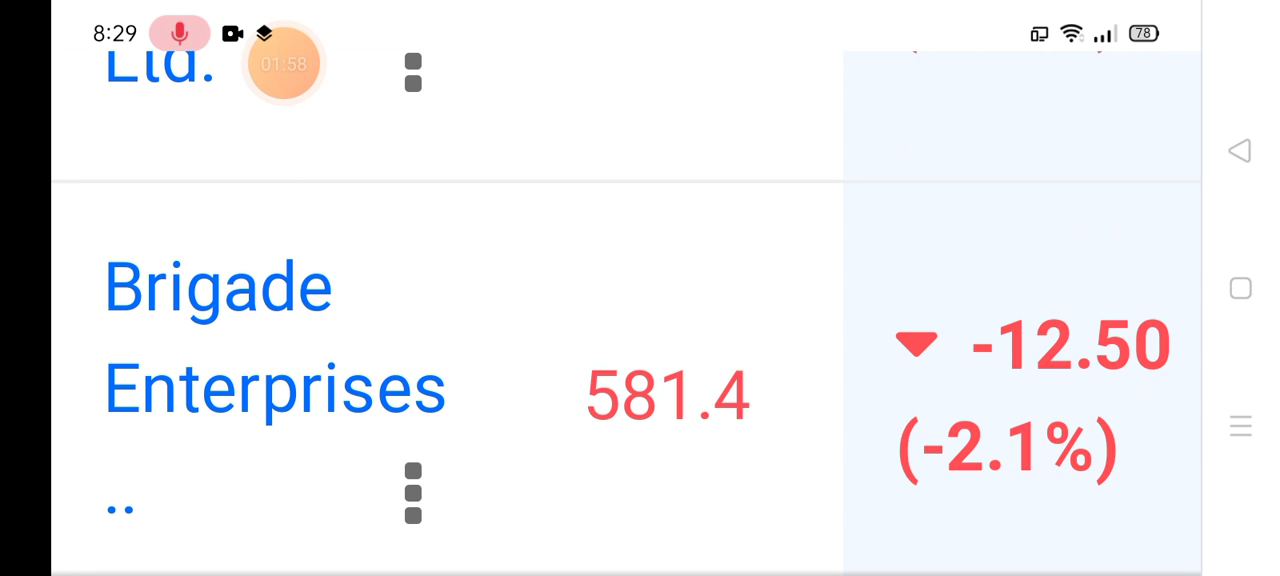 8:29
78
Ltd.
01:58
Brigade
Enterprises
..
581.4
-12.50
(-2.1%)